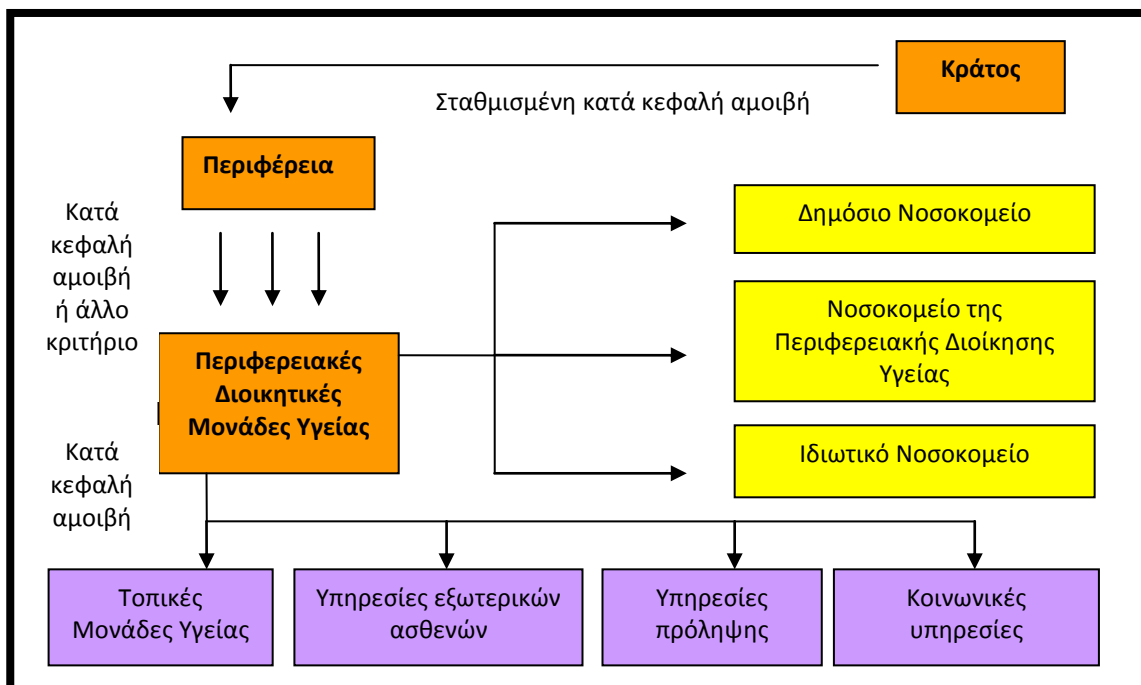 Κράτος
Σταθμισμένη κατά κεφαλή αμοιβή
Περιφέρεια
Κατά
κεφαλή
αμοιβή
ή άλλο
κριτήριο
Δημόσιο Νοσοκομείο
Νοσοκομείο της
Περιφερειακής Διοίκησης
Υγείας
Περιφερειακές
Διοικητικές
Μονάδες Υγείας
Ιδιωτικό Νοσοκομείο
Κατά
κεφαλή
αμοιβή
Τοπικές
Μονάδες Υγείας
Υπηρεσίες εξωτερικών
ασθενών
Υπηρεσίες
πρόληψης
Κοινωνικές
υπηρεσίες